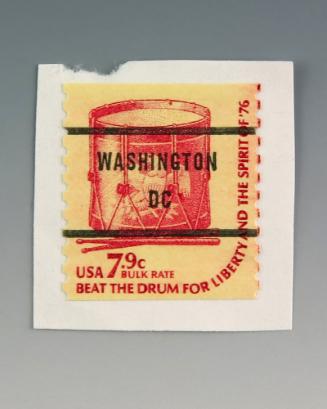 WASHINGTON
DC
USA 7.9c
BULK RATE
BEAT THE DRUM FOR LIBERTY AND THE SPIRIT OF '76